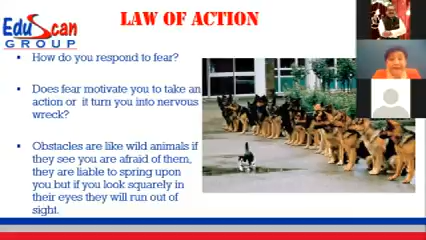 EduScan
GROUP
LAW OF ACTION
How do you respond to fear?
Does fear motivate you to take an
action or it turn you into nervous
wreck?
Obstacles are like wild animals if
they see you are afraid of them,
they are liable to spring upon
you but if you look squarely in
their eyes they will run out of
sight.